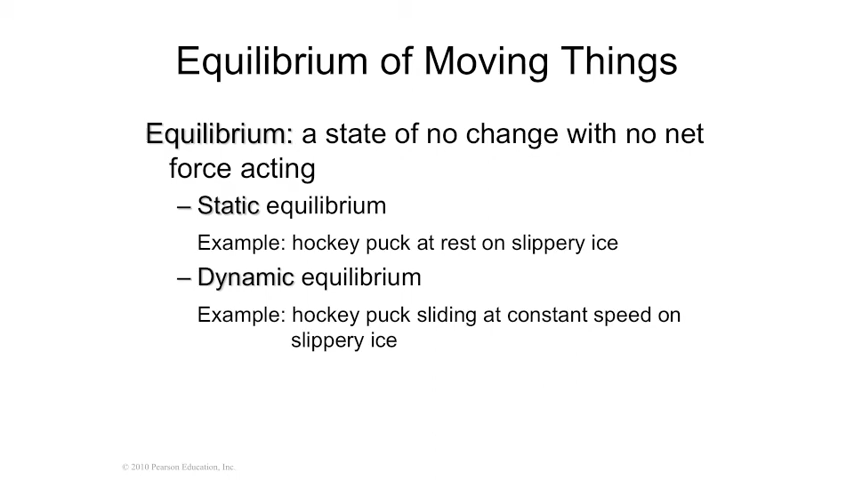 Equilibrium of Moving Things
Equilibrium: a state of no change with no net
force acting
– Static equilibrium
Example: hockey puck at rest on slippery ice
– Dynamic equilibrium
Example: hockey puck sliding at constant speed on
slippery ice
© 2010 Pearson Education, Inc.